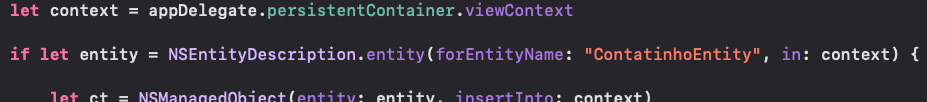 let context = appDelegate.persistentContainer.viewContext
if let entity = NSEntityDescription.entity(forEntityName: "ContatinhoEntity", in: context) {
let ct = NSManagedObject(entity: entity, insertInto: context)